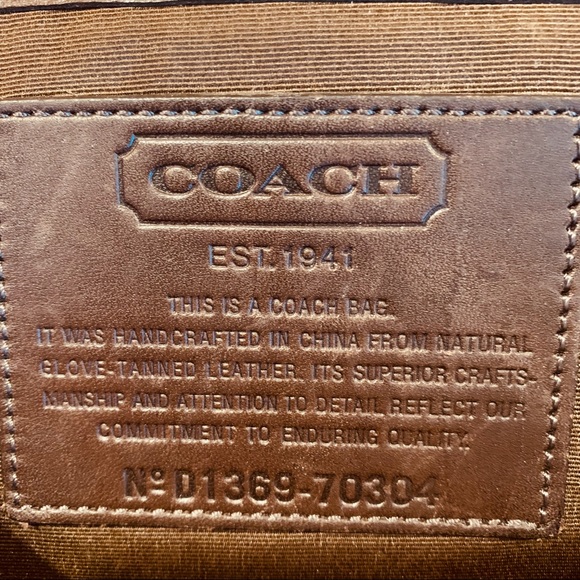 COACH
EST. 1941
THIS IS A COACH BAG.
IT WAS HANDCRAFTED IN CHINA FROM NATURAL
GLOVE-TANNED LEATHER. ITS SUPERIOR CRAFTS-
MANSHIP AND ATTENTION TO DETAIL REFLECT OUR
COMMITMENT TO ENDURING QUALITY.
Nº D1369-70304